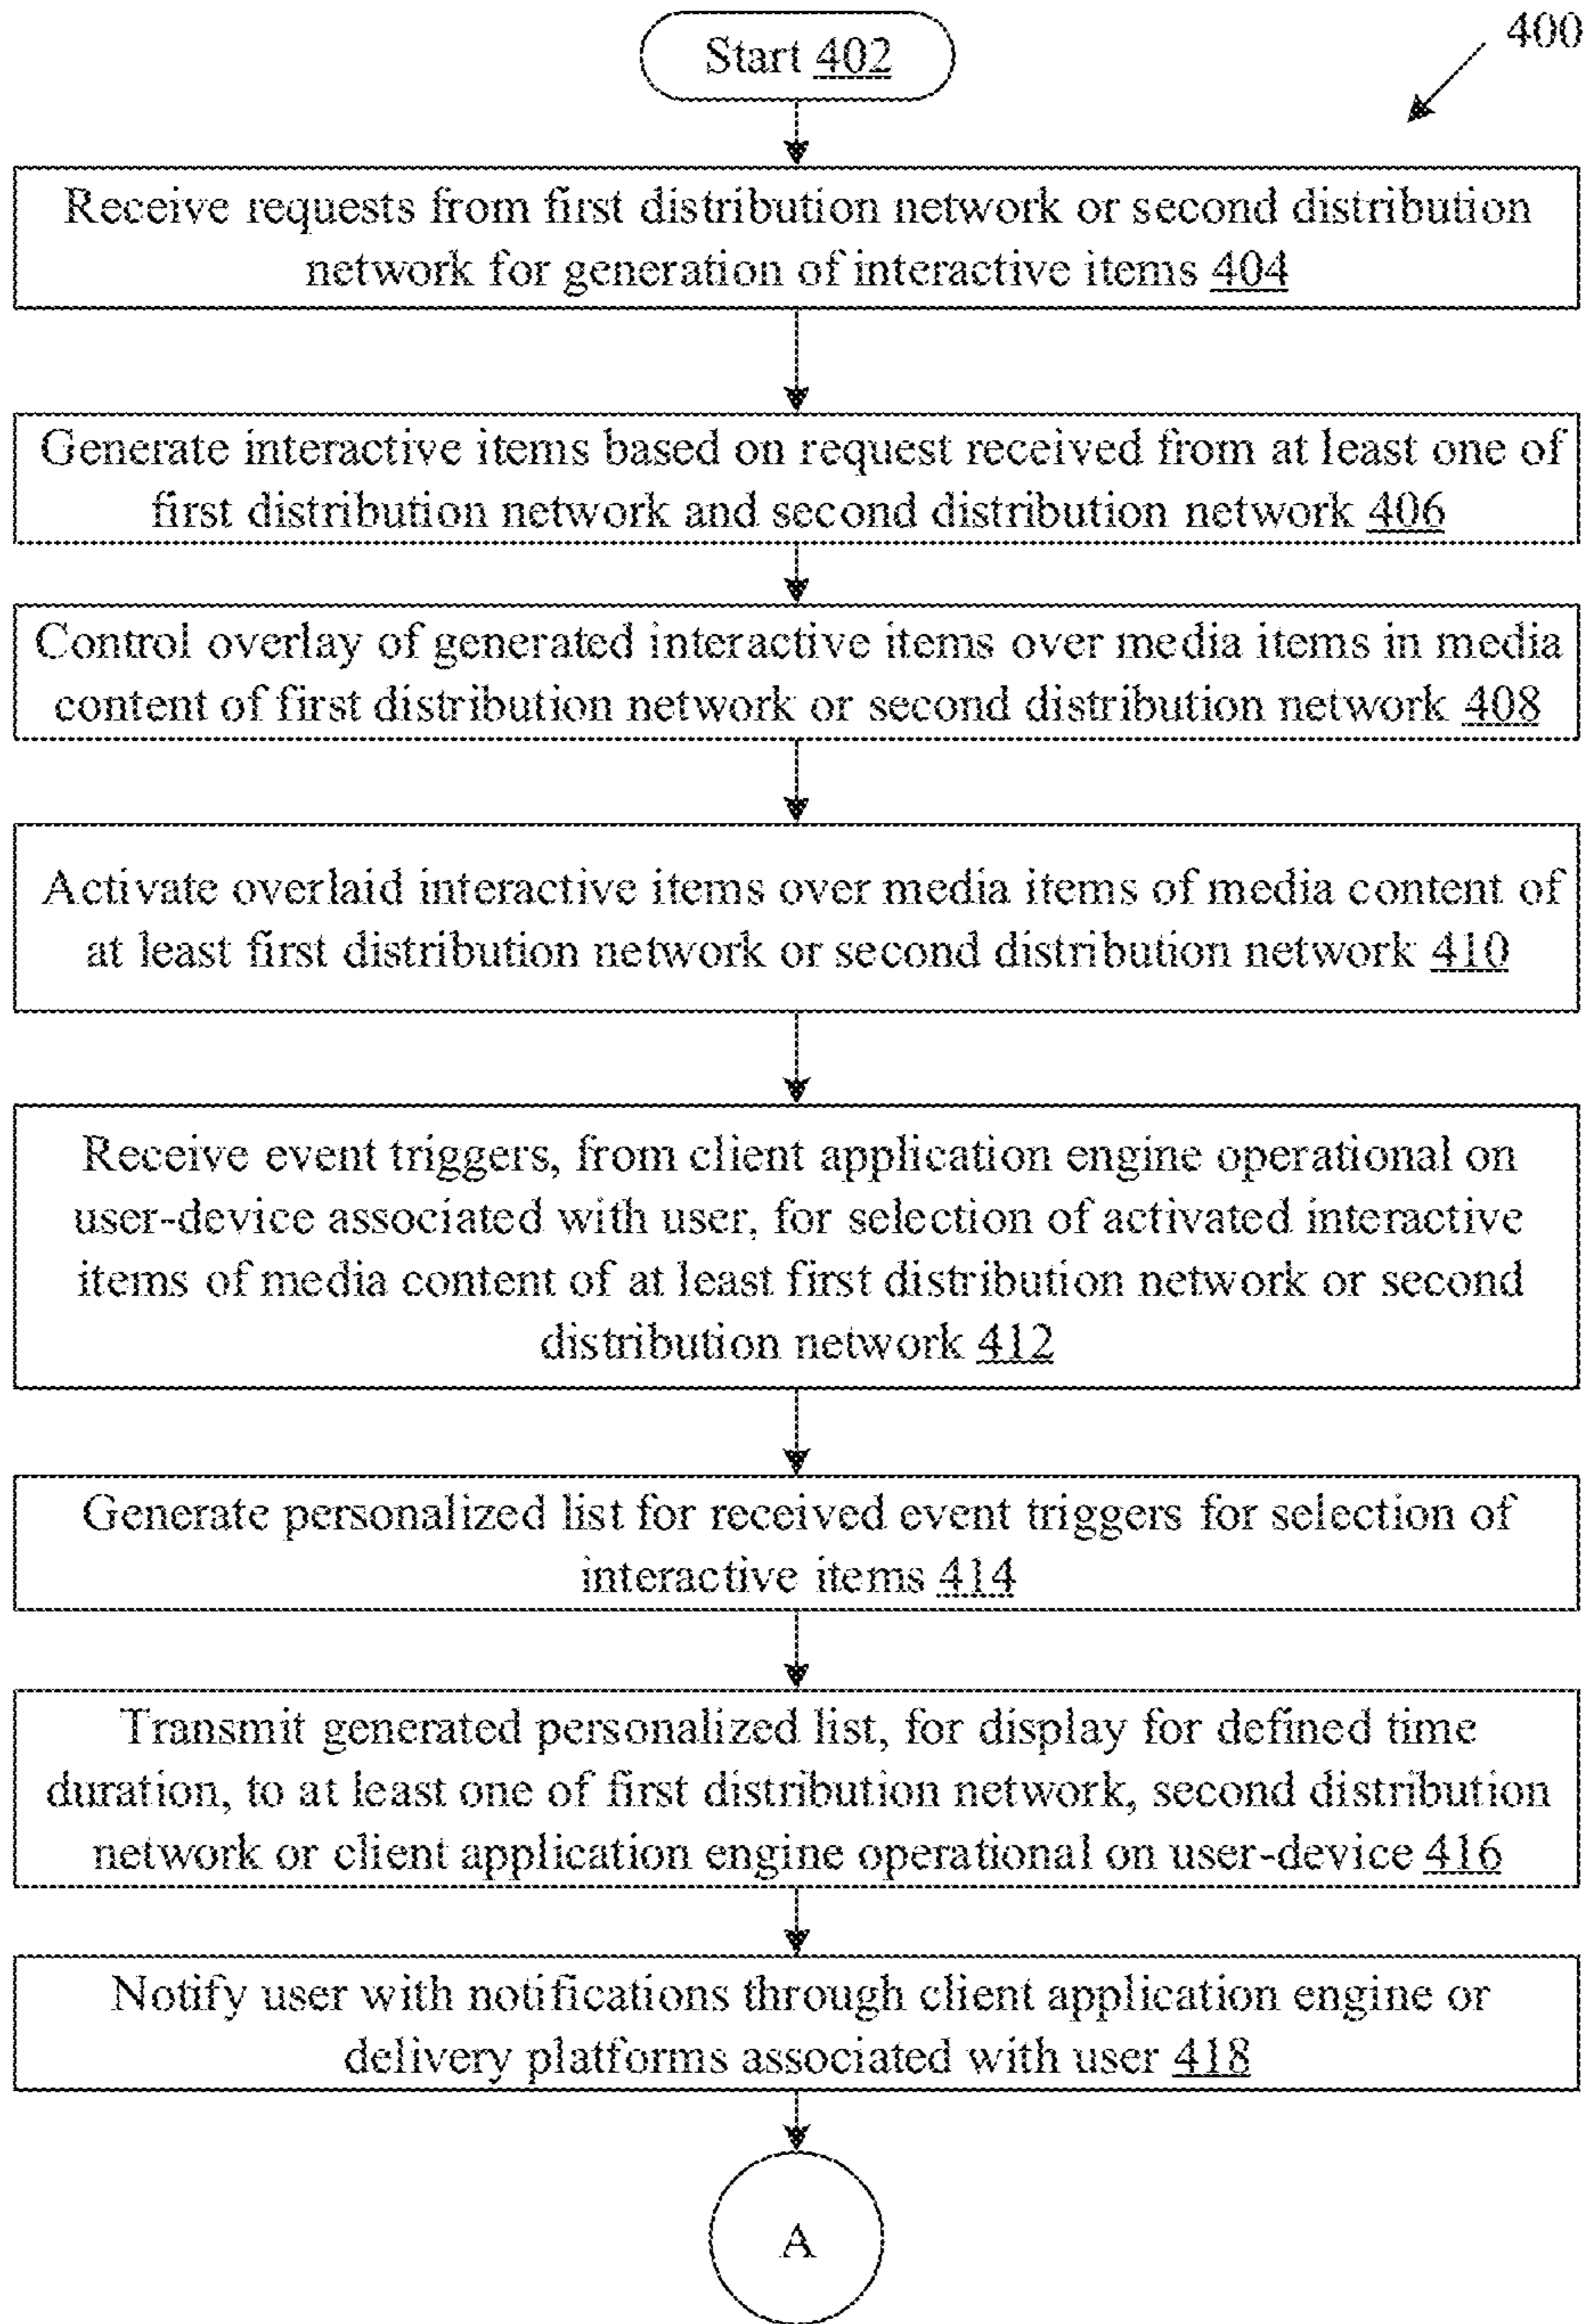 400
Start 402
Receive requests from first distribution network or second distribution
network for generation of interactive items 404
Generate interactive items based on request received from at least one of
first distribution network and second distribution network 406
Control overlay of generated interactive items over media items in media
content of first distribution network or second distribution network 408
Activate overlaid interactive items over media items of media content of
at least first distribution network or second distribution network 410
Receive event triggers, from client application engine operational on
user-device associated with user, for selection of activated interactive
items of media content of at least first distribution network or second
distribution network 412
Generate personalized list for received event triggers for selection of
interactive items 414
Transmit generated personalized list, for display for defined time
duration, to at least one of first distribution network, second distribution
network or client application engine operational on user-device 416
Notify user with notifications through client application engine or
delivery platforms associated with user 418
A